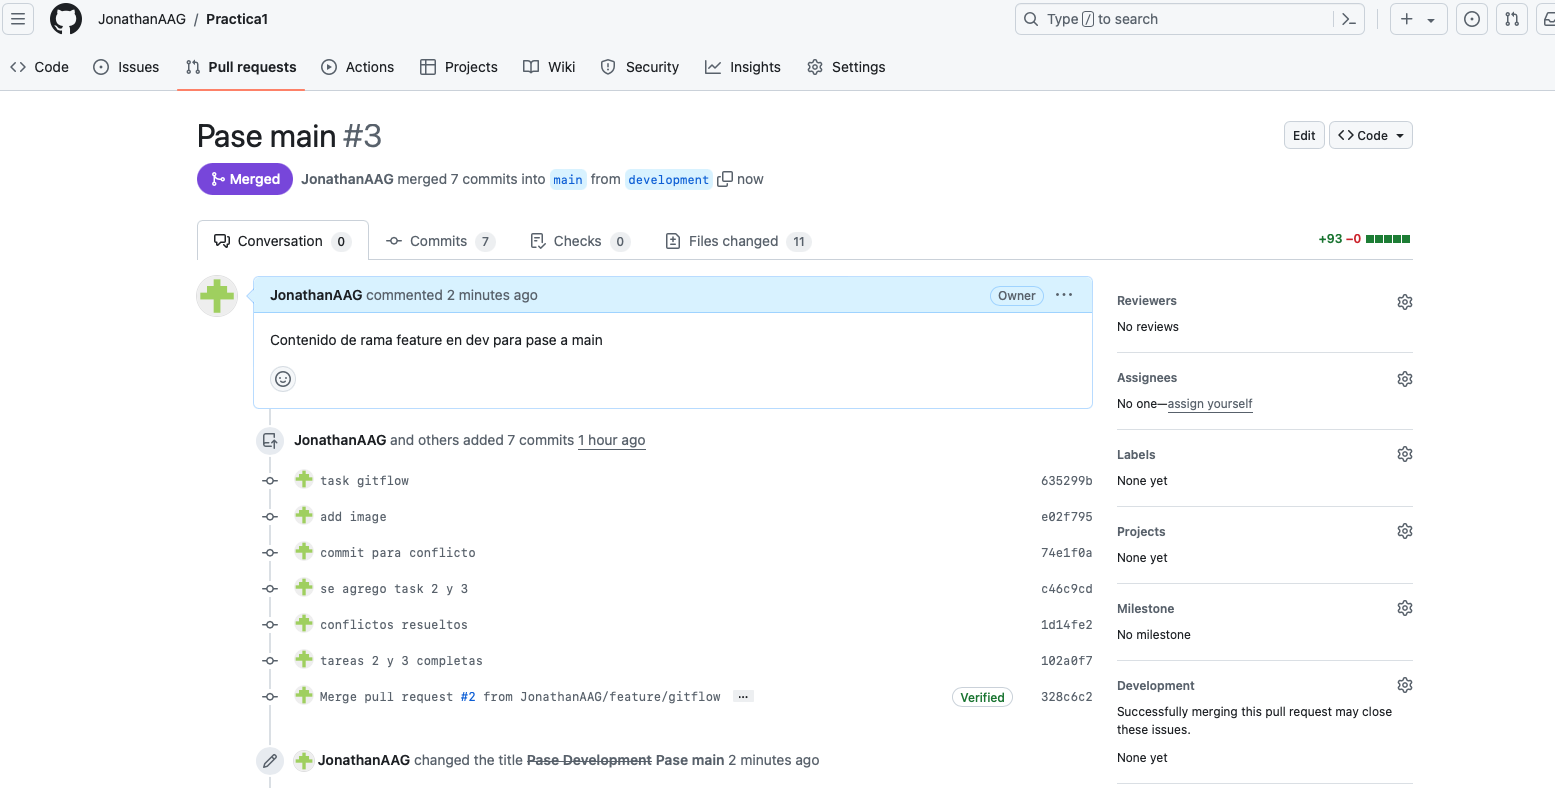 JonathanAAG / Practica1
Type / to search
Code Issues Pull requests Actions Projects Wiki Security Insights Settings
Pase main #3
Edit Code
Merged JonathanAAG merged 7 commits into main from development now
Conversation 0 Commits 7 Checks 0 Files changed 11
+93 −0
JonathanAAG commented 2 minutes ago
Owner
Contenido de rama feature en dev para pase a main
JonathanAAG and others added 7 commits 1 hour ago
task gitflow 635299b
add image e02f795
commit para conflicto 74e1f0a
se agrego task 2 y 3 c46c9cd
conflictos resueltos 1d14fe2
tareas 2 y 3 completas 102a0f7
Merge pull request #2 from JonathanAAG/feature/gitflow … Verified 328c6c2
JonathanAAG changed the title Pase Development Pase main 2 minutes ago
Reviewers
No reviews
Assignees
No one—assign yourself
Labels
None yet
Projects
None yet
Milestone
No milestone
Development
Successfully merging this pull request may close
these issues.
None yet